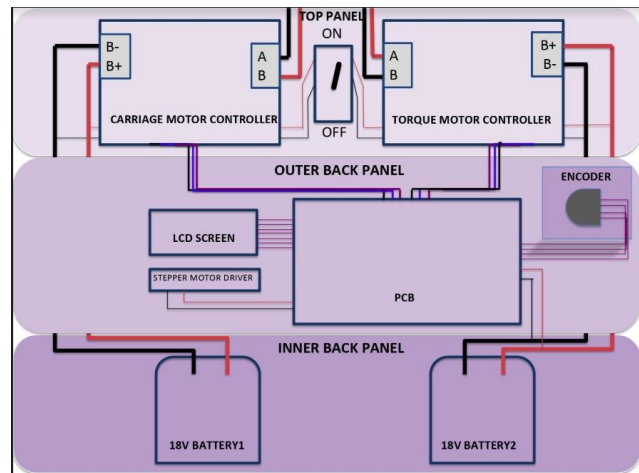 TOP PANEL
ON
B-
B+
A
B
A
B
B+
B-
CARRIAGE MOTOR CONTROLLER
TORQUE MOTOR CONTROLLER
OFF
OUTER BACK PANEL
ENCODER
LCD SCREEN
STEPPER MOTOR DRIVER
PCB
INNER BACK PANEL
18V BATTERY1
18V BATTERY2